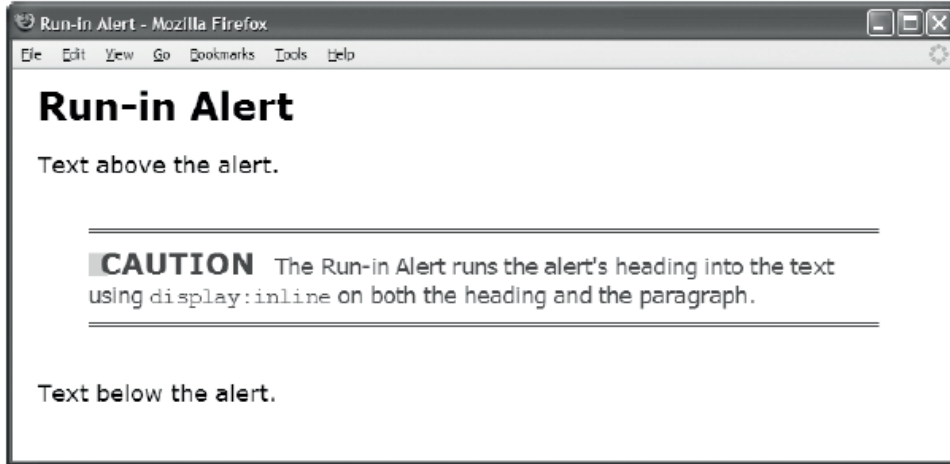 Run-in Alert - Mozilla Firefox
File Edit View Go Bookmarks Tools Help
Run-in Alert
Text above the alert.
CAUTION The Run-in Alert runs the alert's heading into the text
using display:inline on both the heading and the paragraph.
Text below the alert.